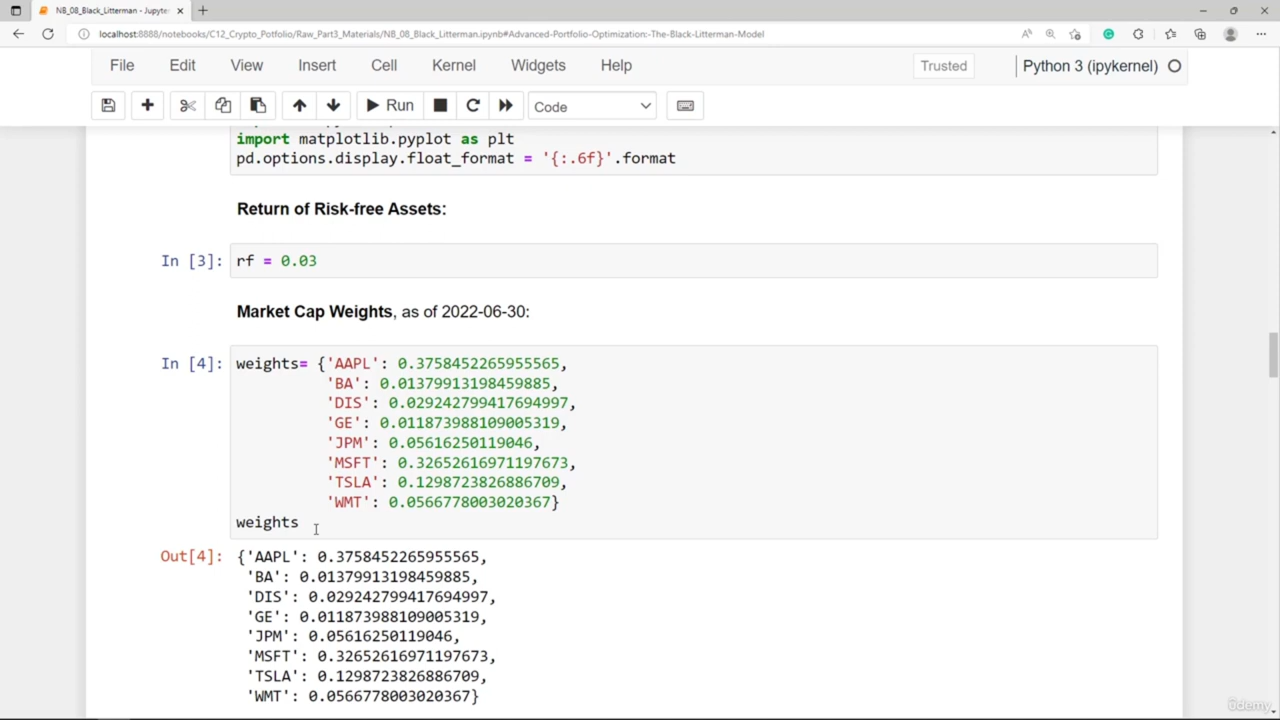 NB_08_Black_Litterman - Jupyte
localhost:8888/notebooks/C12_Crypto_Potfolio/Raw_Part3_Materials/NB_08_Black_Litterman.ipynb#Advanced-Portfolio-Optimization:-The-Black-Litterman-Model
File Edit View Insert Cell Kernel Widgets Help Trusted Python 3 (ipykernel)
Run Code
import matplotlib.pyplot as plt
pd.options.display.float_format = '{:.6f}'.format
Return of Risk-free Assets:
In [3]: rf = 0.03
Market Cap Weights, as of 2022-06-30:
In [4]: weights= {'AAPL': 0.3758452265955565,
'BA': 0.01379913198459885,
'DIS': 0.029242799417694997,
'GE': 0.011873988109005319,
'JPM': 0.05616250119046,
'MSFT': 0.32652616971197673,
'TSLA': 0.1298723826886709,
'WMT': 0.0566778003020367}
weights
Out[4]: {'AAPL': 0.3758452265955565,
'BA': 0.01379913198459885,
'DIS': 0.029242799417694997,
'GE': 0.011873988109005319,
'JPM': 0.05616250119046,
'MSFT': 0.32652616971197673,
'TSLA': 0.1298723826886709,
'WMT': 0.0566778003020367}
ûdemy